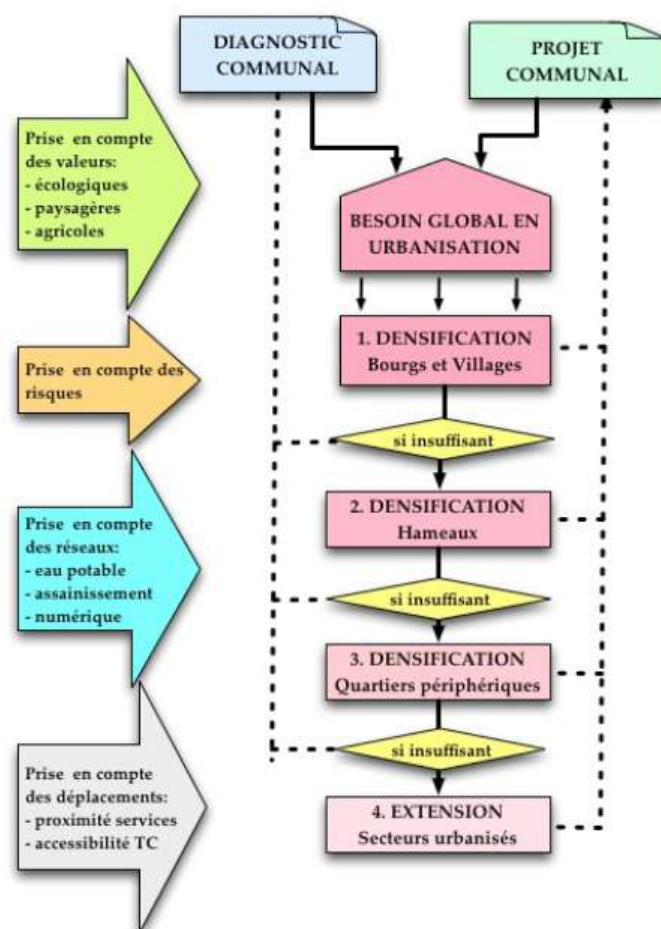 DIAGNOSTIC
COMMUNAL
PROJET
COMMUNAL
Prise en compte
des valeurs:
- écologiques
- paysagères
- agricoles
BESOIN GLOBAL EN
URBANISATION
1. DENSIFICATION
Bourgs et Villages
Prise en compte des
risques
si insuffisant
2. DENSIFICATION
Hameaux
Prise en compte
des réseaux:
- eau potable
- assainissement
- numérique
si insuffisant
3. DENSIFICATION
Quartiers périphériques
si insuffisant
Prise en compte
des déplacements:
- proximité services
- accessibilité TC
4. EXTENSION
Secteurs urbanisés